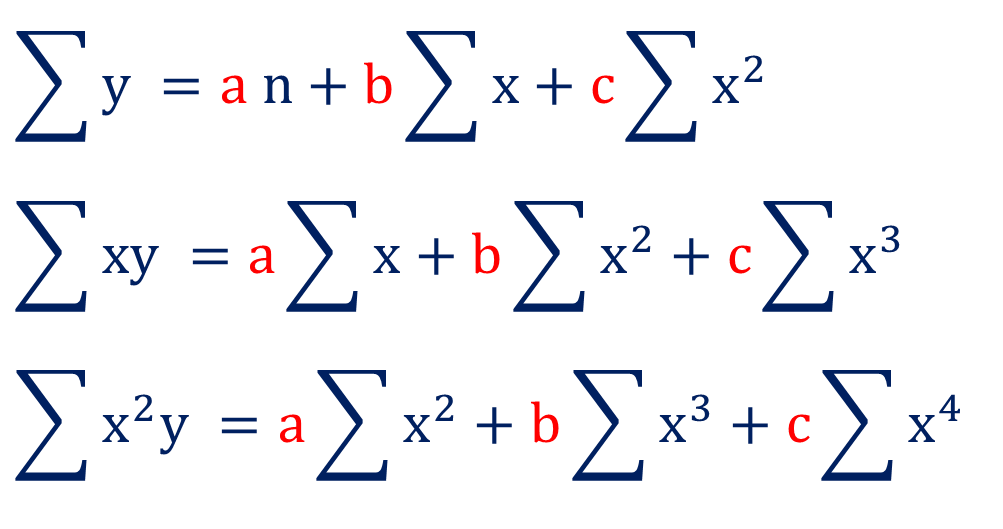 ∑ y = a n + b ∑ x + c ∑ x²
∑ xy = a ∑ x + b ∑ x² + c ∑ x³
∑ x²y = a ∑ x² + b ∑ x³ + c ∑ x⁴